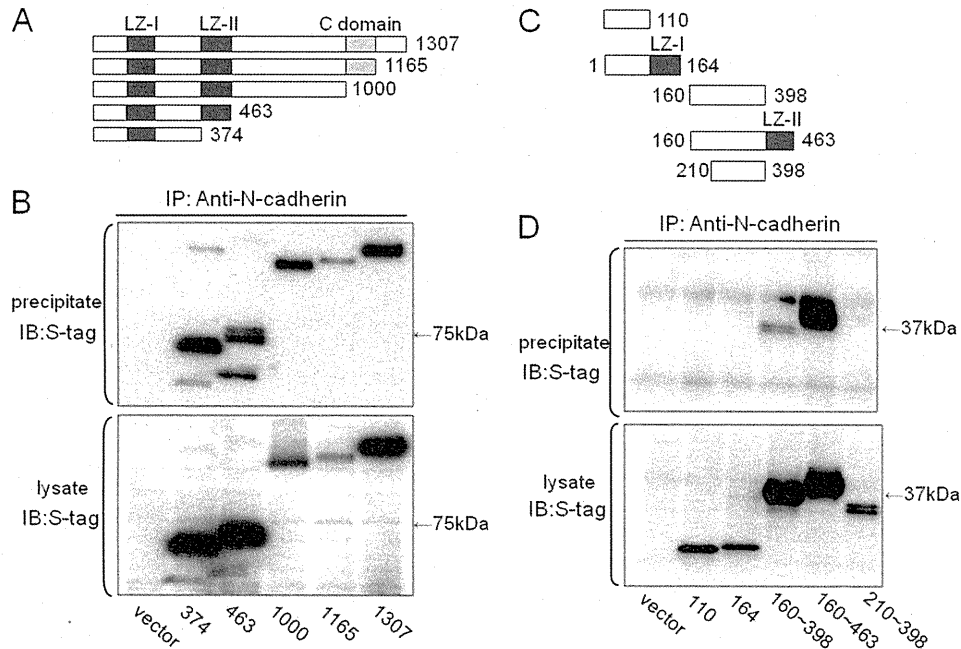 A
LZ-I LZ-II C domain
1307
1165
1000
463
374
B
IP: Anti-N-cadherin
precipitate
IB:S-tag
←75kDa
lysate
IB:S-tag
←75kDa
vector 374 463 1000 1165 1307
C
110
LZ-I
1 164
160 398
LZ-II
160 463
210 398
D
IP: Anti-N-cadherin
precipitate
IB:S-tag
←37kDa
lysate
IB:S-tag
←37kDa
vector 110 164 160~398 160~463 210~398